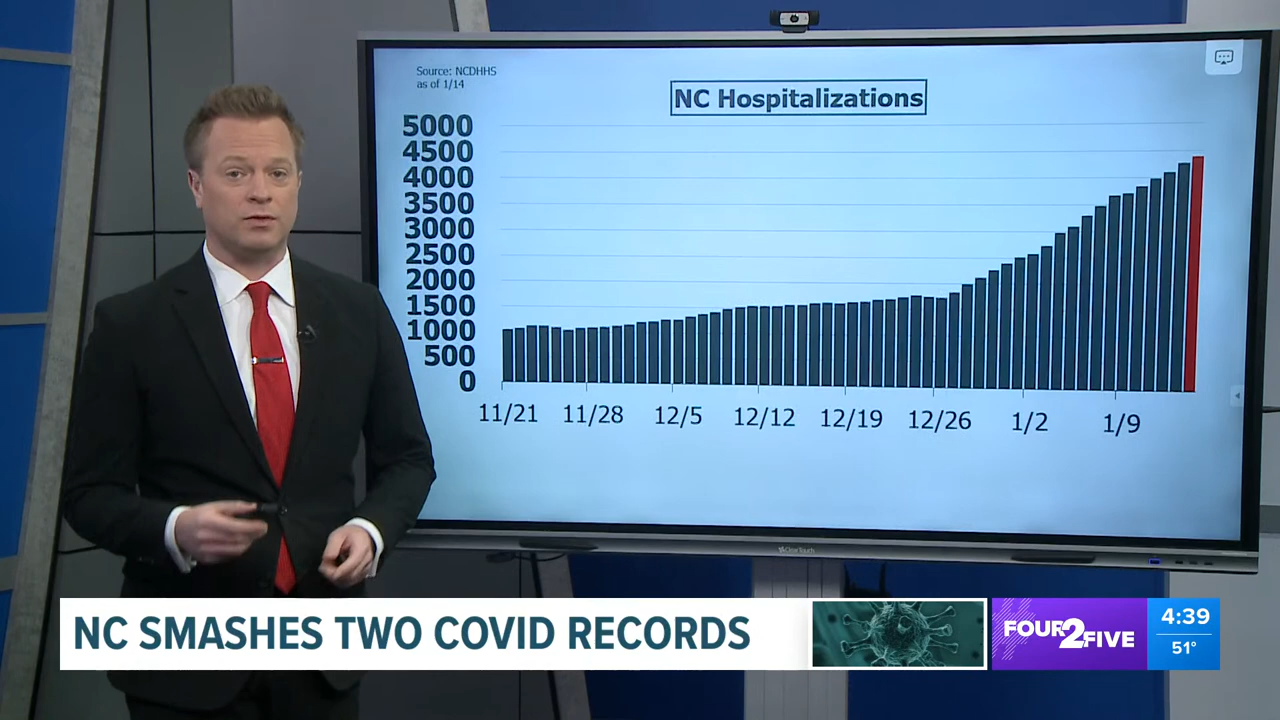 Source: NCDHHS
as of 1/14
NC Hospitalizations
5000
4500
4000
3500
3000
2500
2000
1500
1000
500
0
11/21 11/28 12/5 12/12 12/19 12/26 1/2 1/9
ClearTouch
NC SMASHES TWO COVID RECORDS
FOUR2FIVE
4:39
51°